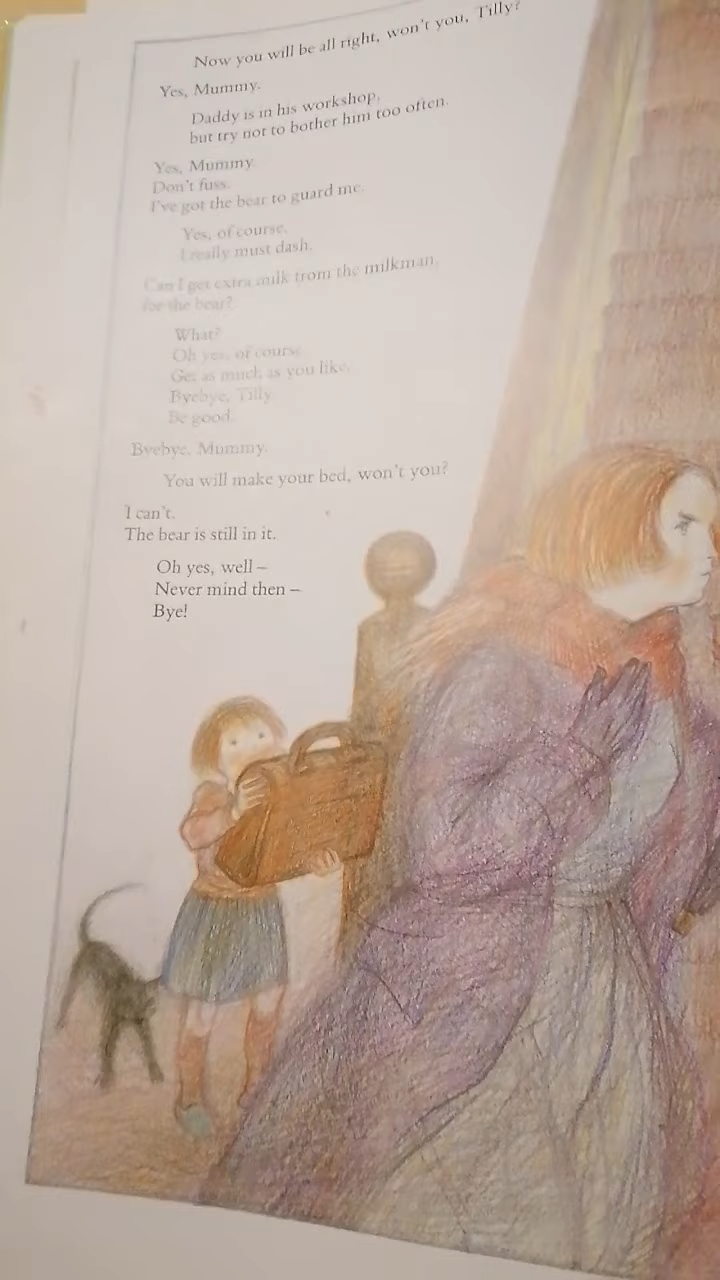 Now you will be all right, won't you, Tilly?
Yes, Mummy.
Daddy is in his workshop,
but try not to bother him too often.
Yes, Mummy.
Don't fuss.
I've got the bear to guard me.
Yes, of course.
I really must dash.
Can I get extra milk from the milkman,
for the bear?
What?
Oh yes, of course.
Get as much as you like.
Byebye, Tilly.
Be good.
Byebye, Mummy.
You will make your bed, won't you?
I can't.
The bear is still in it.
Oh yes, well –
Never mind then –
Bye!